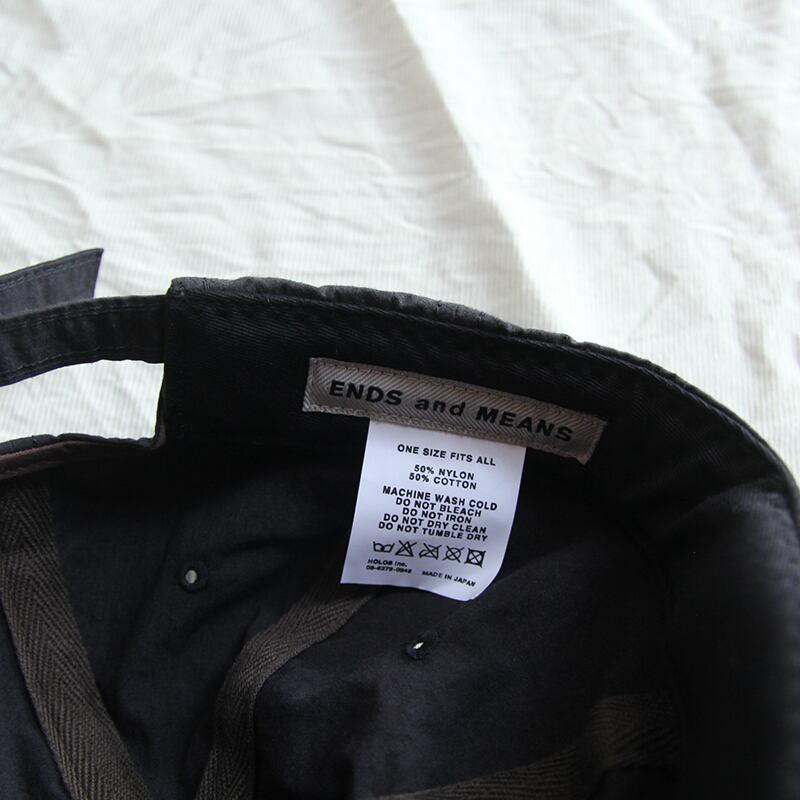 ENDS and MEANS
ONE SIZE FITS ALL
50% NYLON
50% COTTON
MACHINE WASH COLD
DO NOT BLEACH
DO NOT IRON
DO NOT DRY CLEAN
DO NOT TUMBLE DRY
HOLOS inc.
MADE IN JAPAN